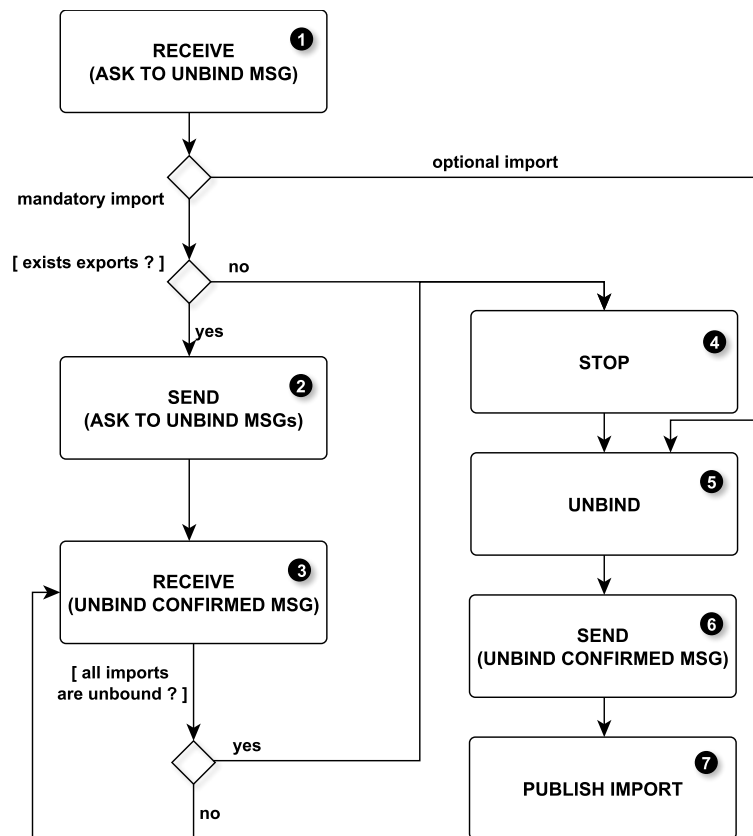 1
RECEIVE
(ASK TO UNBIND MSG)
optional import
mandatory import
[ exists exports ? ]
no
yes
2
SEND
(ASK TO UNBIND MSGs)
3
RECEIVE
(UNBIND CONFIRMED MSG)
[ all imports
are unbound ? ]
yes
no
4
STOP
5
UNBIND
6
SEND
(UNBIND CONFIRMED MSG)
7
PUBLISH IMPORT